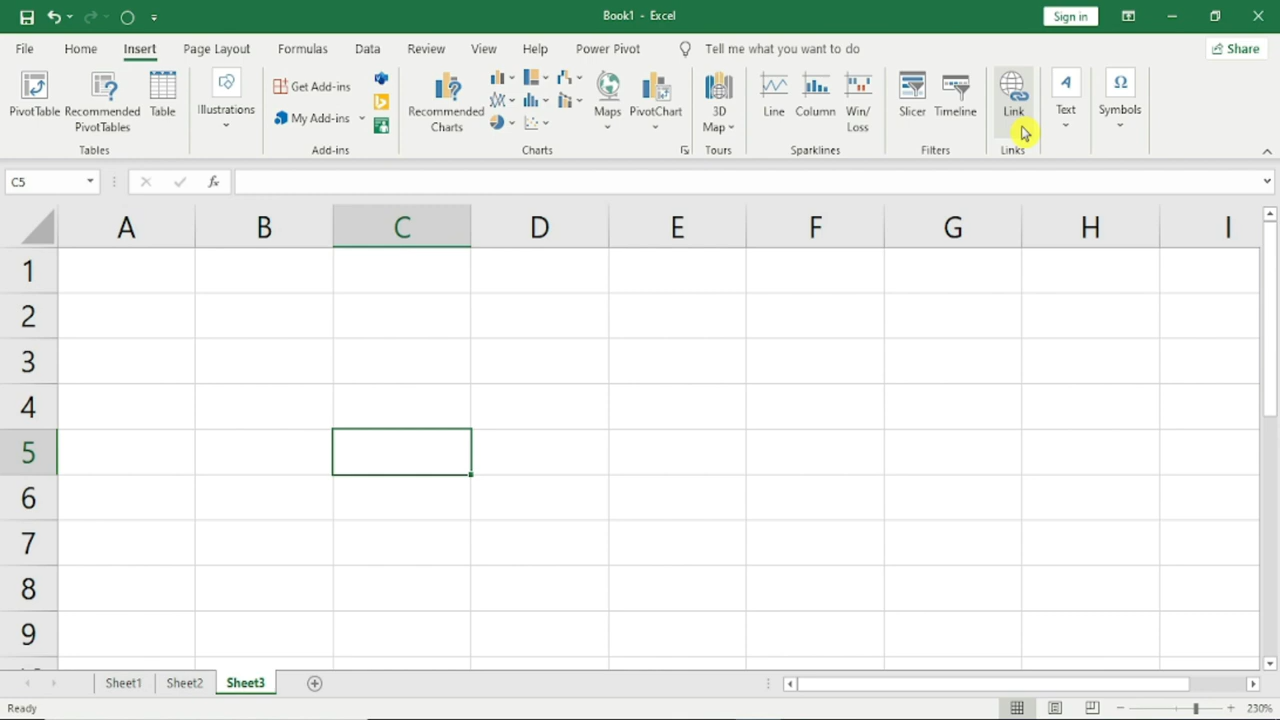 Book1 - Excel
Sign in
File Home Insert Page Layout Formulas Data Review View Help Power Pivot Tell me what you want to do Share
PivotTable Recommended PivotTables Table Illustrations
Get Add-ins
My Add-ins
Recommended Charts Maps PivotChart 3D Map Line Column Win/Loss Slicer Timeline Link Text Symbols
Tables Add-ins Charts Tours Sparklines Filters Links
C5 fx
A B C D E F G H I
1
2
3
4
5
6
7
8
9
Sheet1 Sheet2 Sheet3
Ready 230%